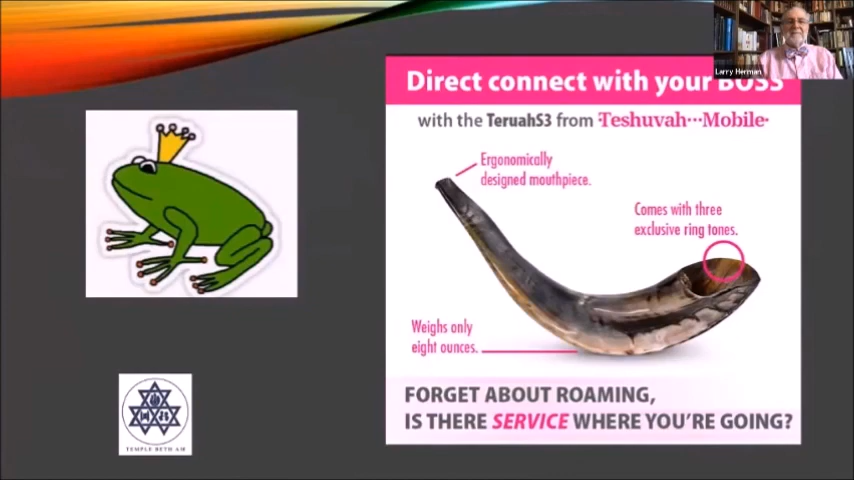 Larry Herman
Direct connect with your BOSS
with the TeruahS3 from Teshuvah···Mobile·
Ergonomically
designed mouthpiece.
Comes with three
exclusive ring tones.
Weighs only
eight ounces.
FORGET ABOUT ROAMING,
IS THERE SERVICE WHERE YOU'RE GOING?
TEMPLE BETH AM